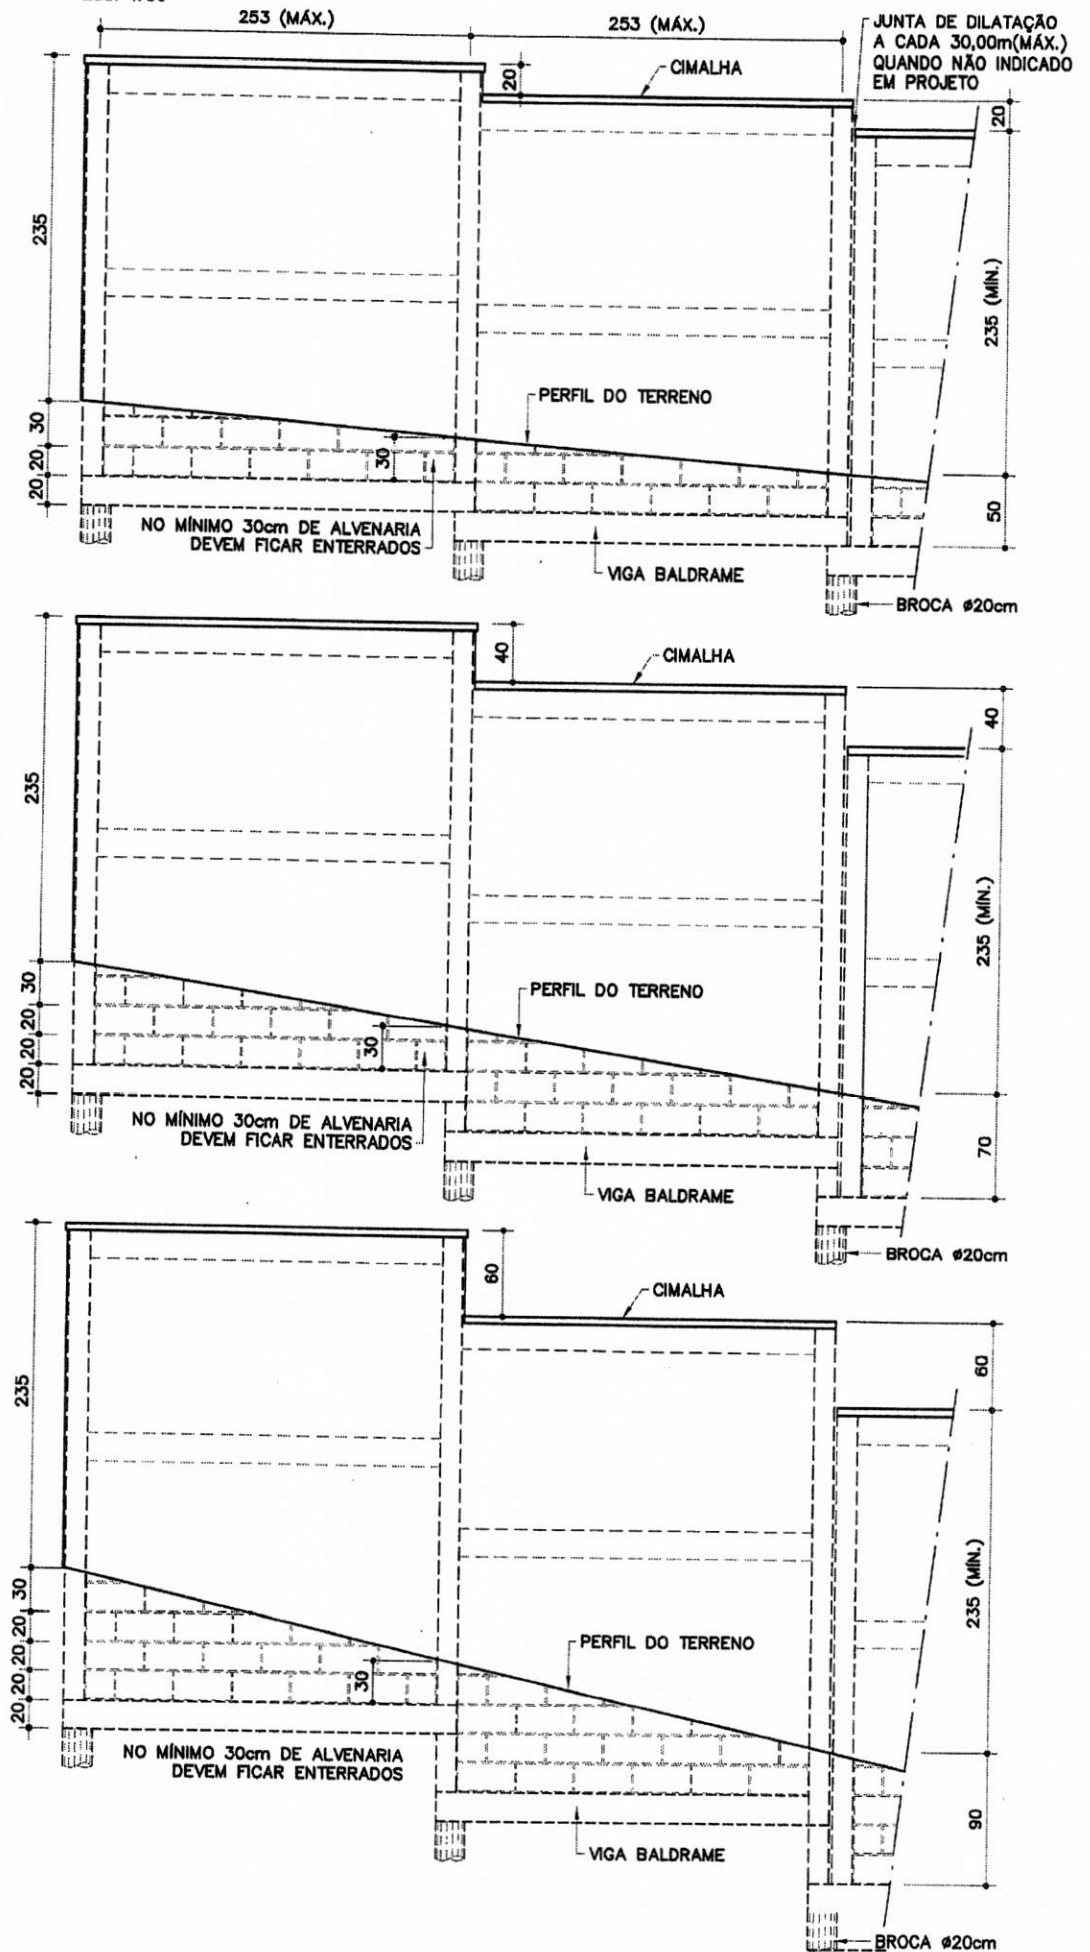 253 (MÁX.)
253 (MÁX.)
JUNTA DE DILATAÇÃO
A CADA 30,00m(MÁX.)
QUANDO NÃO INDICADO
EM PROJETO
20
CIMALHA
20
235
235 (MÍN.)
PERFIL DO TERRENO
30
30
20
20
50
NO MÍNIMO 30cm DE ALVENARIA
DEVEM FICAR ENTERRADOS
VIGA BALDRAME
BROCA ø20cm
40
CIMALHA
40
235
235 (MÍN.)
PERFIL DO TERRENO
30
30
20
20
20
70
NO MÍNIMO 30cm DE ALVENARIA
DEVEM FICAR ENTERRADOS
VIGA BALDRAME
BROCA ø20cm
60
CIMALHA
60
235
235 (MÍN.)
PERFIL DO TERRENO
30
30
20
20
20
20
90
NO MÍNIMO 30cm DE ALVENARIA
DEVEM FICAR ENTERRADOS
VIGA BALDRAME
BROCA ø20cm